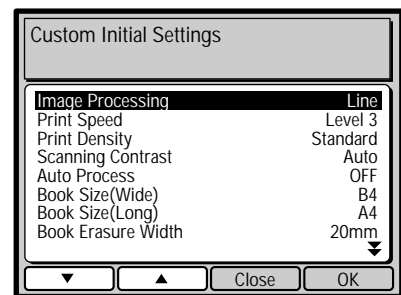 Custom Initial Settings
Image Processing Line
Print Speed Level 3
Print Density Standard
Scanning Contrast Auto
Auto Process OFF
Book Size(Wide) B4
Book Size(Long) A4
Book Erasure Width 20mm
▼ ▲ Close OK